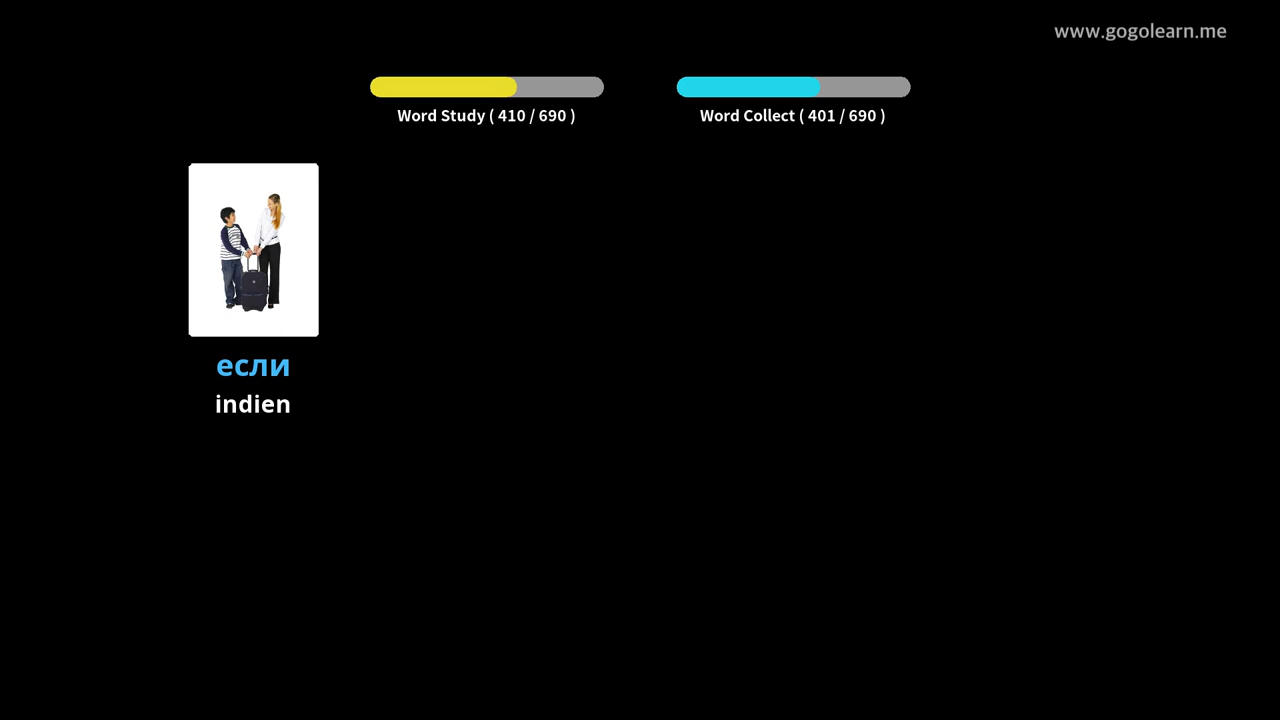 www.gogolearn.me
Word Study ( 410 / 690 )
Word Collect ( 401 / 690 )
если
indien